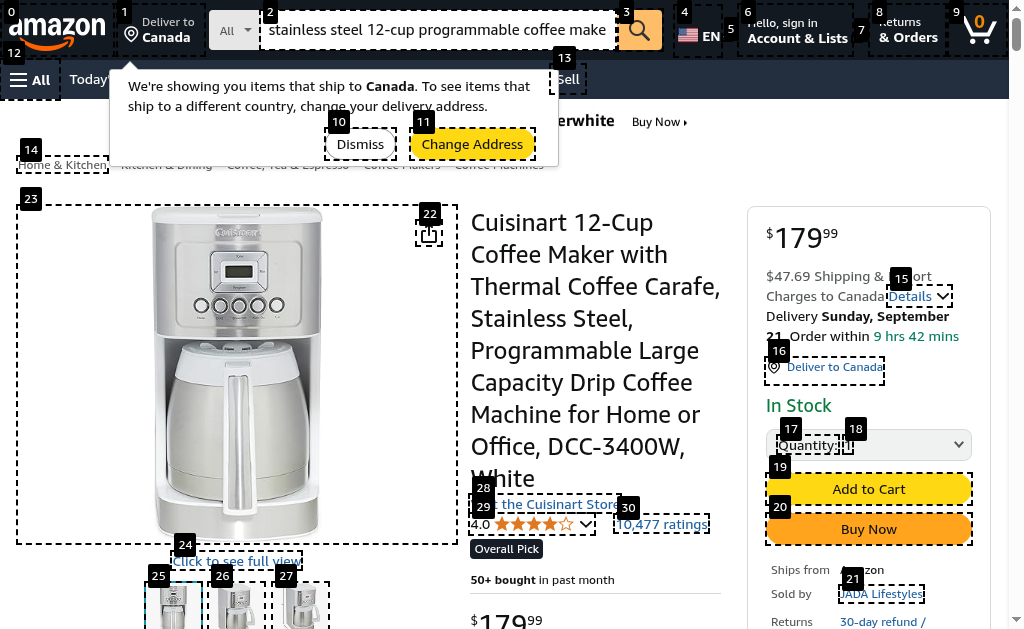 0
1
2
3
4
5
6
7
8
9
amazon
Deliver to
Canada
All
stainless steel 12-cup programmable coffee make
EN
Hello, sign in
Account & Lists
Returns
& Orders
0
12
All
Today
13
Sell
We're showing you items that ship to Canada. To see items that
ship to a different country, change your delivery address.
10
11
Dismiss
Change Address
erwhite
Buy Now
14
Home & Kitchen
Kitchen & Dining
Coffee, Tea & Espresso
Coffee Makers
Coffee Machines
23
22
Cuisinart
Cuisinart 12-Cup
Coffee Maker with
Thermal Coffee Carafe,
Stainless Steel,
Programmable Large
Capacity Drip Coffee
Machine for Home or
Office, DCC-3400W,
White
28
Visit the Cuisinart Store
29
30
4.0
10,477 ratings
Overall Pick
50+ bought in past month
$179.99
24
Click to see full view
25
26
27
$179.99
15
$47.69 Shipping & Import
Charges to Canada Details
Delivery Sunday, September
21. Order within 9 hrs 42 mins
16
Deliver to Canada
In Stock
17
18
Quantity: 1
19
Add to Cart
20
Buy Now
Ships from Amazon
21
Sold by JADA Lifestyles
Returns 30-day refund /